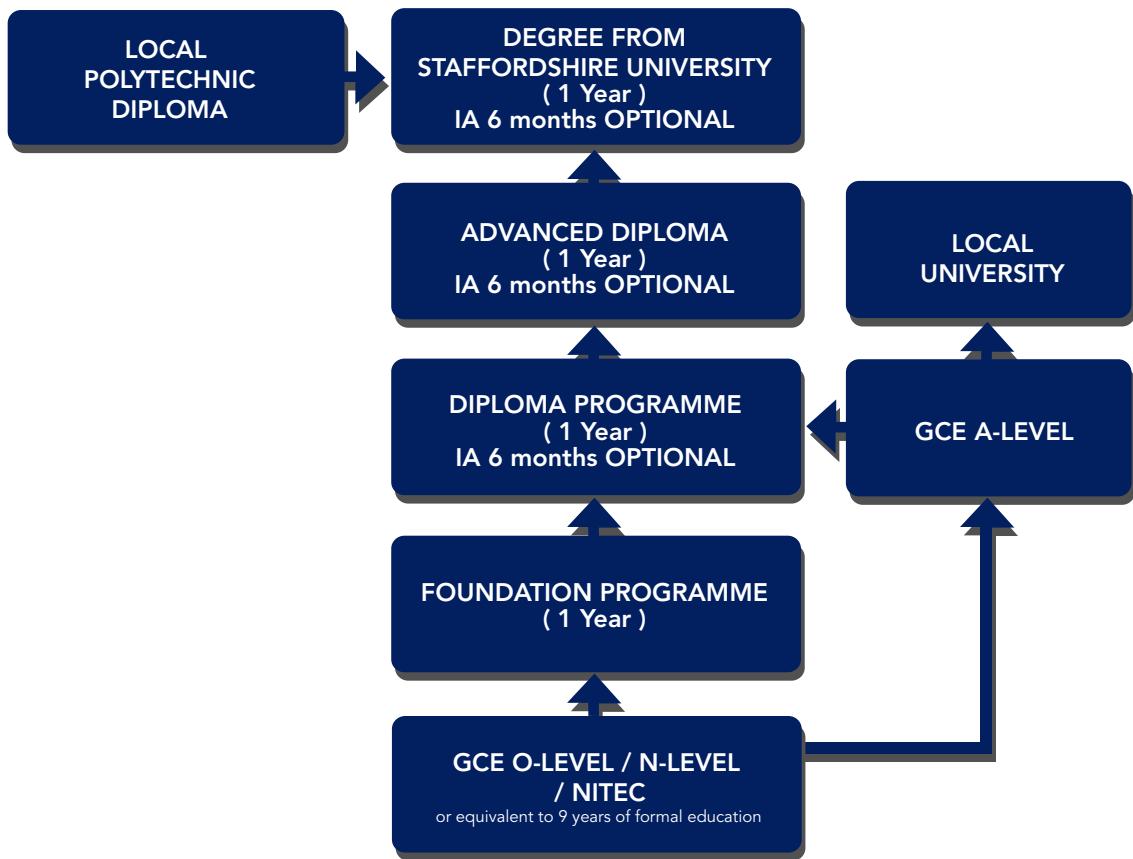 LOCAL
POLYTECHNIC
DIPLOMA
DEGREE FROM
STAFFORDSHIRE UNIVERSITY
( 1 Year )
IA 6 months OPTIONAL
ADVANCED DIPLOMA
( 1 Year )
IA 6 months OPTIONAL
LOCAL
UNIVERSITY
DIPLOMA PROGRAMME
( 1 Year )
IA 6 months OPTIONAL
GCE A-LEVEL
FOUNDATION PROGRAMME
( 1 Year )
GCE O-LEVEL / N-LEVEL
/ NITEC
or equivalent to 9 years of formal education